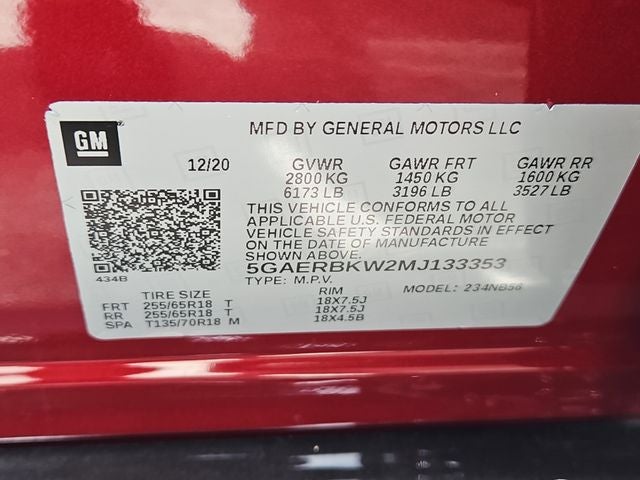 GM
MFD BY GENERAL MOTORS LLC
12/20 GVWR GAWR FRT GAWR RR
2800 KG 1450 KG 1600 KG
6173 LB 3196 LB 3527 LB
THIS VEHICLE CONFORMS TO ALL
APPLICABLE U.S. FEDERAL MOTOR
VEHICLE SAFETY STANDARDS IN EFFECT
ON THE DATE OF MANUFACTURE
SHOWN ABOVE.
5GAERBKW2MJ133353
434B
TYPE: M.P.V. MODEL: 234NB56
TIRE SIZE RIM
FRT 255/65R18 T 18X7.5J
RR 255/65R18 T 18X7.5J
SPA T135/70R18 M 18X4.5B